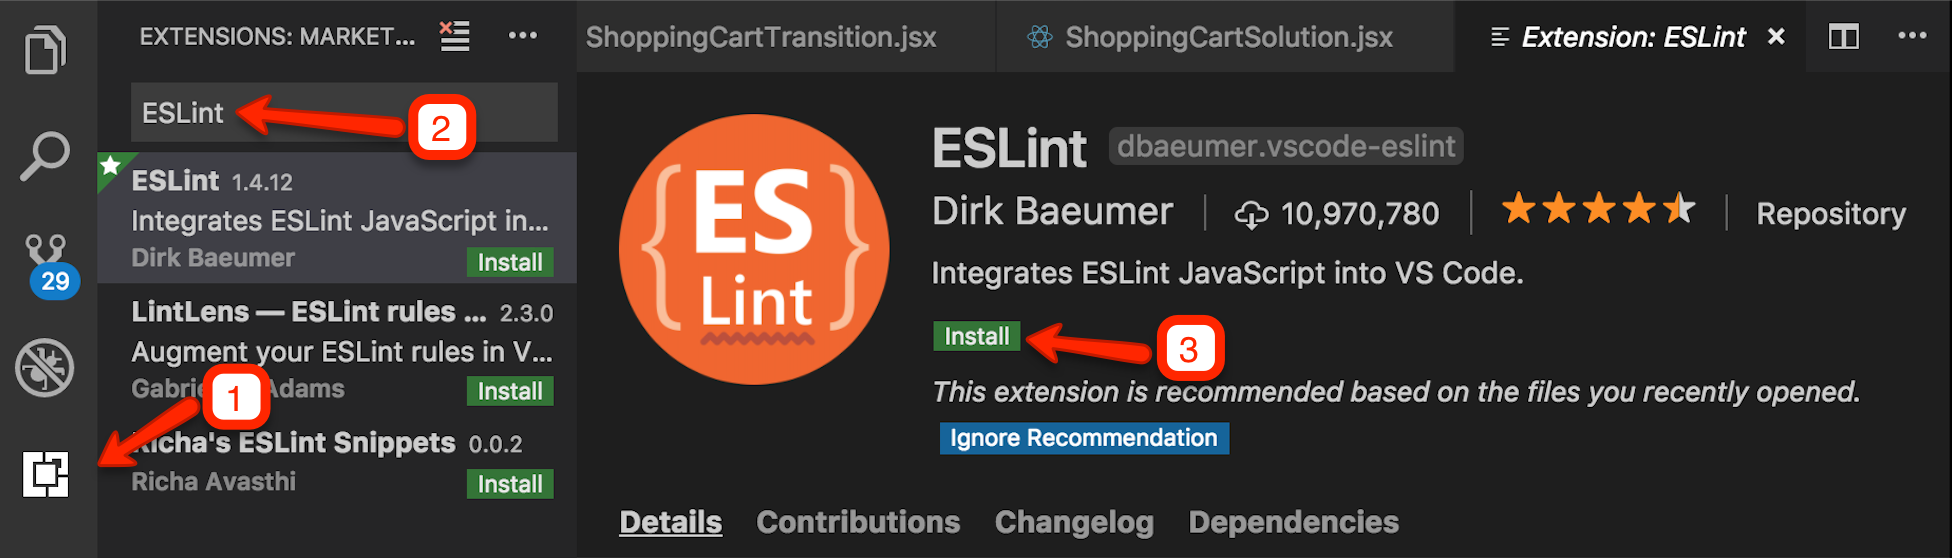 EXTENSIONS: MARKET...
ESLint
2
ESLint 1.4.12
Integrates ESLint JavaScript in...
Dirk Baeumer Install
29
LintLens — ESLint rules ... 2.3.0
Augment your ESLint rules in V...
Adams Install
1
ESLint Snippets 0.0.2
Richa Avasthi Install
ShoppingCartTransition.jsx
ShoppingCartSolution.jsx
Extension: ESLint
{ES
Lint}
ESLint dbaeumer.vscode-eslint
Dirk Baeumer | 10,970,780 | Repository
Integrates ESLint JavaScript into VS Code.
Install
3
This extension is recommended based on the files you recently opened.
Ignore Recommendation
Details Contributions Changelog Dependencies